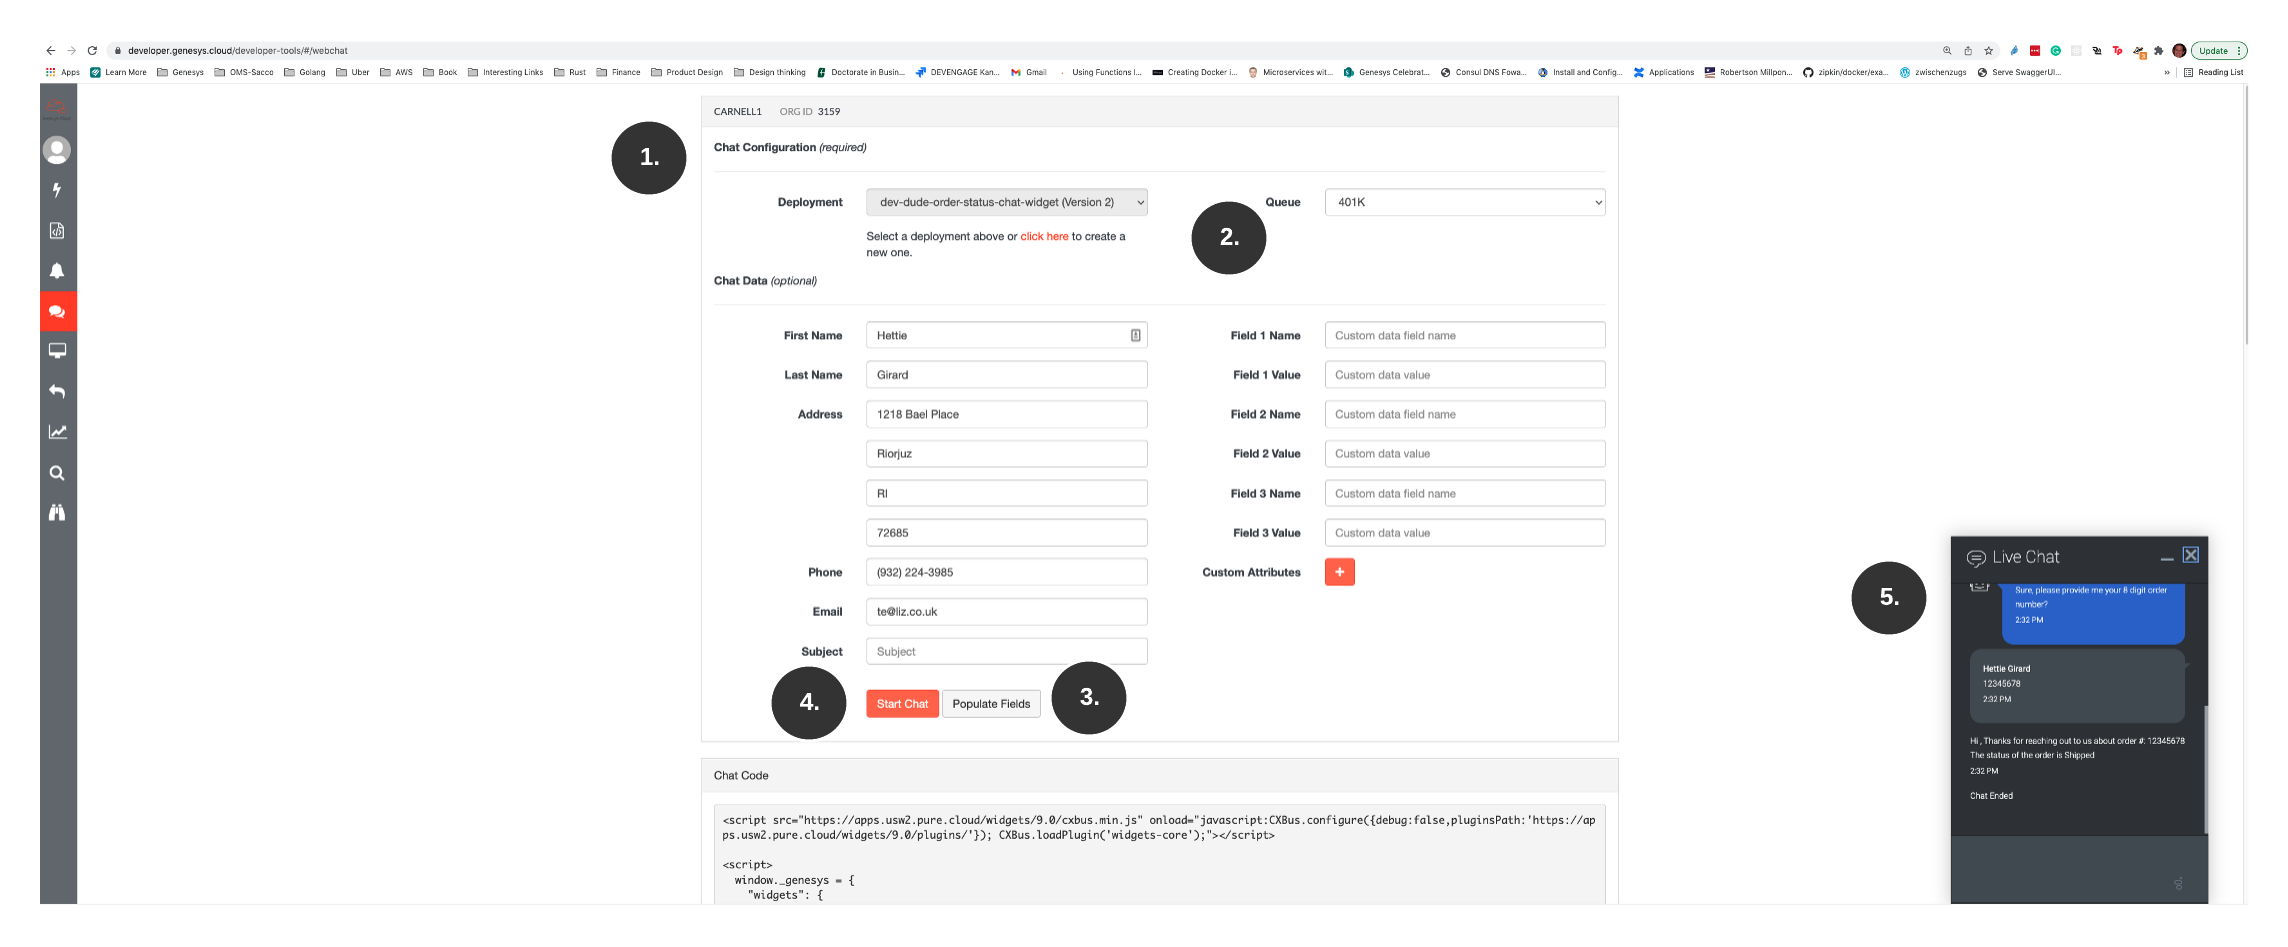 developer.genesys.cloud/developer-tools/#/webchat
Update
Apps Learn More Genesys OMS-Sacco Golang Uber AWS Book Interesting Links Rust Finance Product Design Design thinking Doctorate in Busin... DEVENGAGE Kan... Gmail Using Functions I... Creating Docker i... Microservices wit... Genesys Celebrat... Consul DNS Fowa... Install and Config... Applications Robertson Millpon... zipkin/docker/exa... zwischenzugs Serve SwaggerUI... » Reading List
CARNELL1 ORG ID 3159
1.
Chat Configuration (required)
Deployment dev-dude-order-status-chat-widget (Version 2) Queue 401K
2.
Select a deployment above or click here to create a
new one.
Chat Data (optional)
First Name Hettie Field 1 Name Custom data field name
Last Name Girard Field 1 Value Custom data value
Address 1218 Bael Place Field 2 Name Custom data field name
Riorjuz Field 2 Value Custom data value
RI Field 3 Name Custom data field name
72685 Field 3 Value Custom data value
Phone (932) 224-3985 Custom Attributes +
Email te@liz.co.uk
Subject Subject
4. Start Chat Populate Fields 3.
Chat Code
<script src="https://apps.usw2.pure.cloud/widgets/9.0/cxbus.min.js" onload="javascript:CXBus.configure({debug:false,pluginsPath:'https://ap
ps.usw2.pure.cloud/widgets/9.0/plugins/'}); CXBus.loadPlugin('widgets-core');"></script>
<script>
window._genesys = {
"widgets": {
5.
Live Chat
Sure, please provide me your 8 digit order
number?
2:32 PM
Hettie Girard
12345678
2:32 PM
Hi , Thanks for reaching out to us about order #: 12345678
The status of the order is Shipped
2:32 PM
Chat Ended